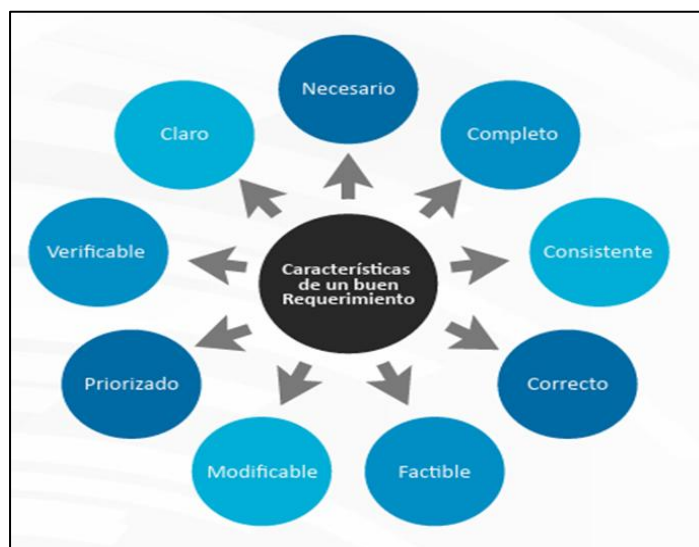 Necesario
Claro
Completo
Verificable
Consistente
Características
de un buen
Requerimiento
Priorizado
Correcto
Modificable
Factible